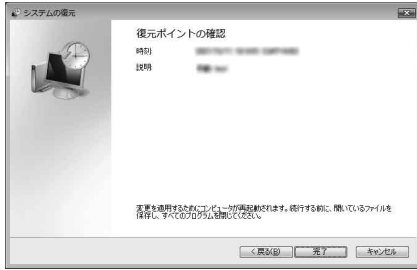 システムの復元
復元ポイントの確認
時刻:
説明:
変更を適用するためにコンピュータが再起動されます。続行する前に、開いているファイルを
保存し、すべてのプログラムを閉じてください。
< 戻る(B)
完了
キャンセル